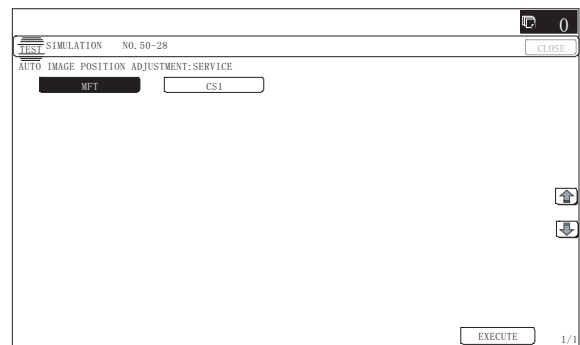 0
TEST SIMULATION NO.50-28 CLOSE
AUTO IMAGE POSITION ADJUSTMENT:SERVICE
MFT CS1
EXECUTE 1/1